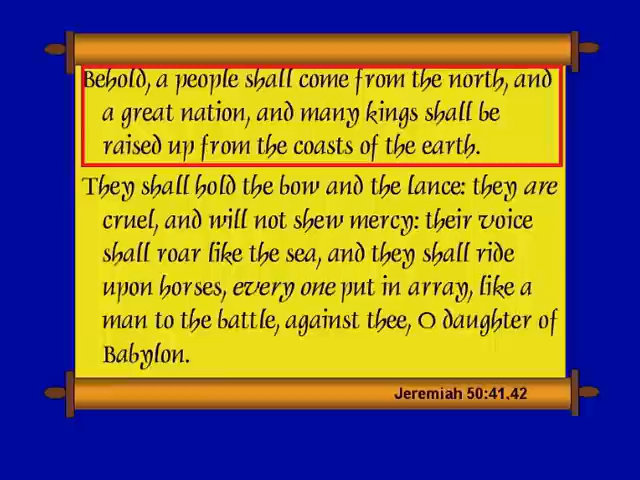 Behold, a people shall come from the north, and
a great nation, and many kings shall be
raised up from the coasts of the earth.
They shall hold the bow and the lance: they are
cruel, and will not shew mercy: their voice
shall roar like the sea, and they shall ride
upon horses, every one put in array, like a
man to the battle, against thee, O daughter of
Babylon.
Jeremiah 50:41,42